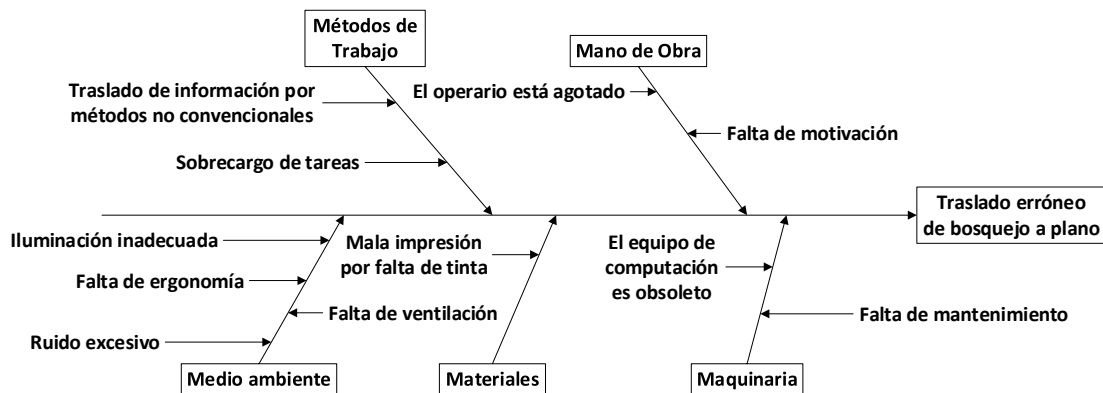 Métodos de
Trabajo
Mano de Obra
Traslado de información por
métodos no convencionales
El operario está agotado
Falta de motivación
Sobrecargo de tareas
Traslado erróneo
de bosquejo a plano
Iluminación inadecuada
Mala impresión
por falta de tinta
El equipo de
computación
es obsoleto
Falta de ergonomía
Falta de ventilación
Falta de mantenimiento
Ruido excesivo
Medio ambiente
Materiales
Maquinaria